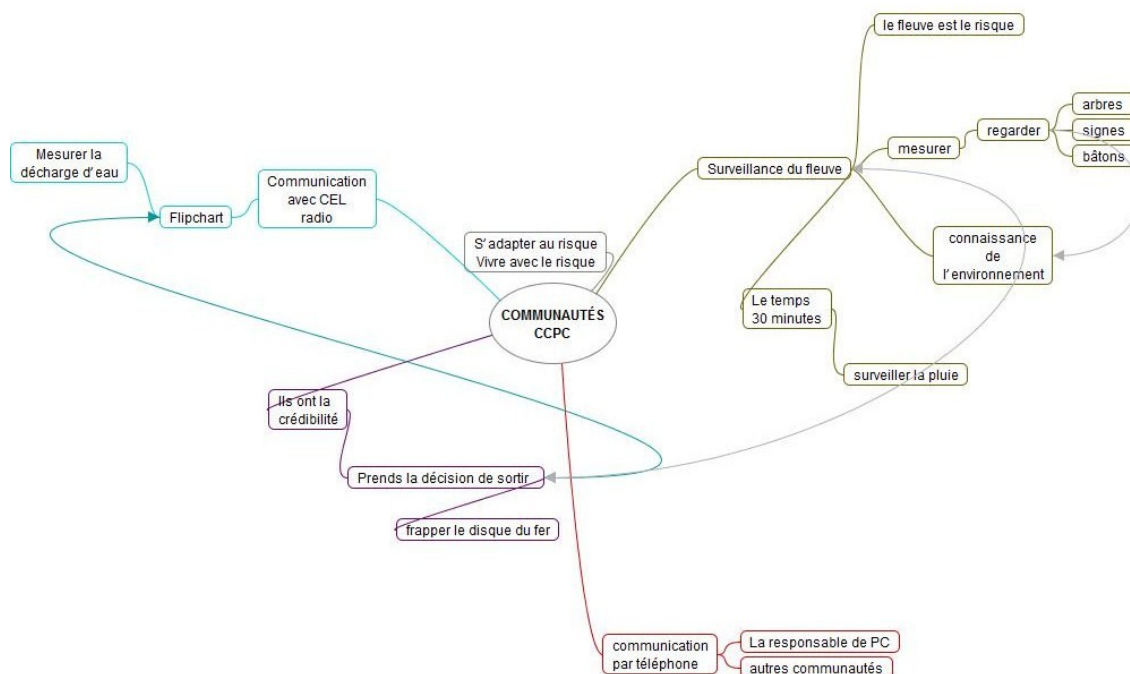 le fleuve est le risque
arbres
regarder
signes
mesurer
bâtons
Mesurer la
décharge d'eau
Surveillance du fleuve
Communication
avec CEL
radio
Flipchart
S'adapter au risque
Vivre avec le risque
connaissance
de
l'environnement
COMMUNAUTÉS
CCPC
Le temps
30 minutes
surveiller la pluie
Ils ont la
crédibilité
Prends la décision de sortir
frapper le disque du fer
communication
par téléphone
La responsable de PC
autres communautés